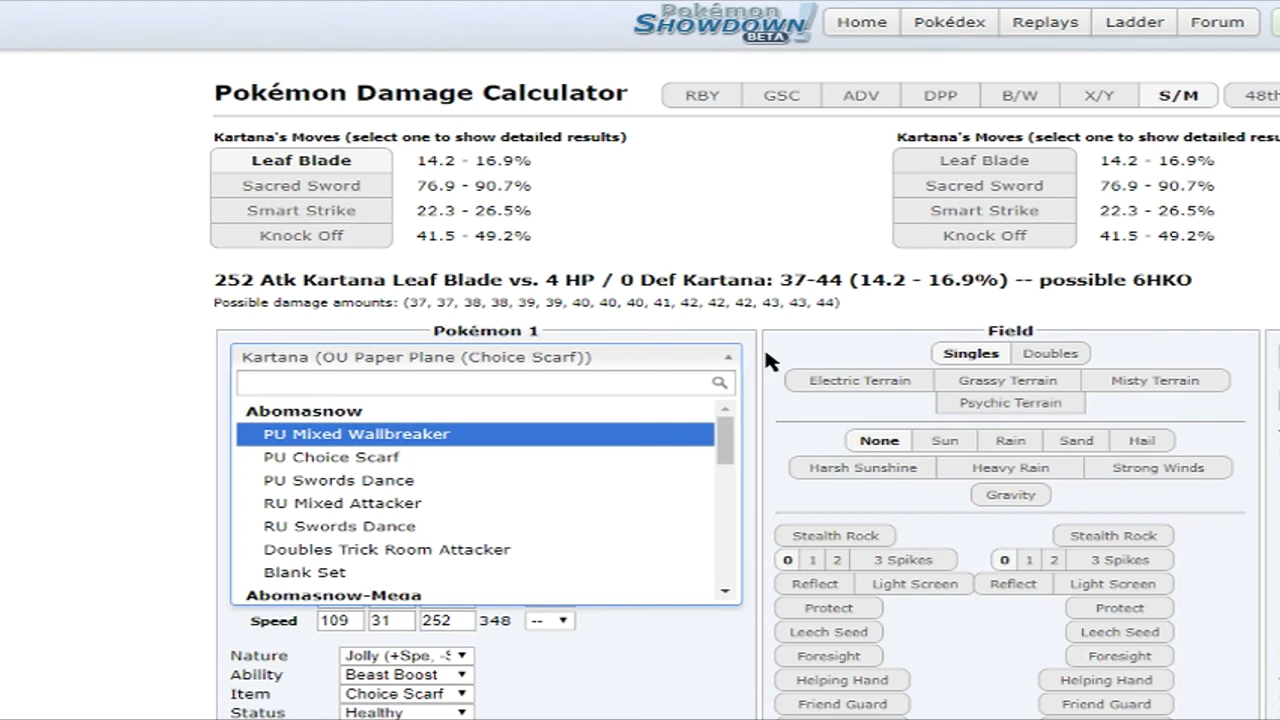 Pokémon
SHOWDOWN!
BETA
Home Pokédex Replays Ladder Forum
Pokémon Damage Calculator
RBY GSC ADV DPP B/W X/Y S/M
Kartana's Moves (select one to show detailed results)
Leaf Blade 14.2 - 16.9%
Sacred Sword 76.9 - 90.7%
Smart Strike 22.3 - 26.5%
Knock Off 41.5 - 49.2%
Kartana's Moves (select one to show detailed
Leaf Blade 14.2 - 16.9%
Sacred Sword 76.9 - 90.7%
Smart Strike 22.3 - 26.5%
Knock Off 41.5 - 49.2%
252 Atk Kartana Leaf Blade vs. 4 HP / 0 Def Kartana: 37-44 (14.2 - 16.9%) -- possible 6HKO
Possible damage amounts: (37, 37, 38, 38, 39, 39, 40, 40, 40, 41, 42, 42, 42, 43, 43, 44)
Pokémon 1
Kartana (OU Paper Plane (Choice Scarf))
Abomasnow
PU Mixed Wallbreaker
PU Choice Scarf
PU Swords Dance
RU Mixed Attacker
RU Swords Dance
Doubles Trick Room Attacker
Blank Set
Abomasnow-Mega
Speed 109 31 252 348 --
Nature Jolly (+Spe, -S
Ability Beast Boost
Item Choice Scarf
Status Healthy
Field
Singles Doubles
Electric Terrain Grassy Terrain Misty Terrain
Psychic Terrain
None Sun Rain Sand Hail
Harsh Sunshine Heavy Rain Strong Winds
Gravity
Stealth Rock Stealth Rock
0 1 2 3 Spikes 0 1 2 3 Spikes
Reflect Light Screen Reflect Light Screen
Protect Protect
Leech Seed Leech Seed
Foresight Foresight
Helping Hand Helping Hand
Friend Guard Friend Guard